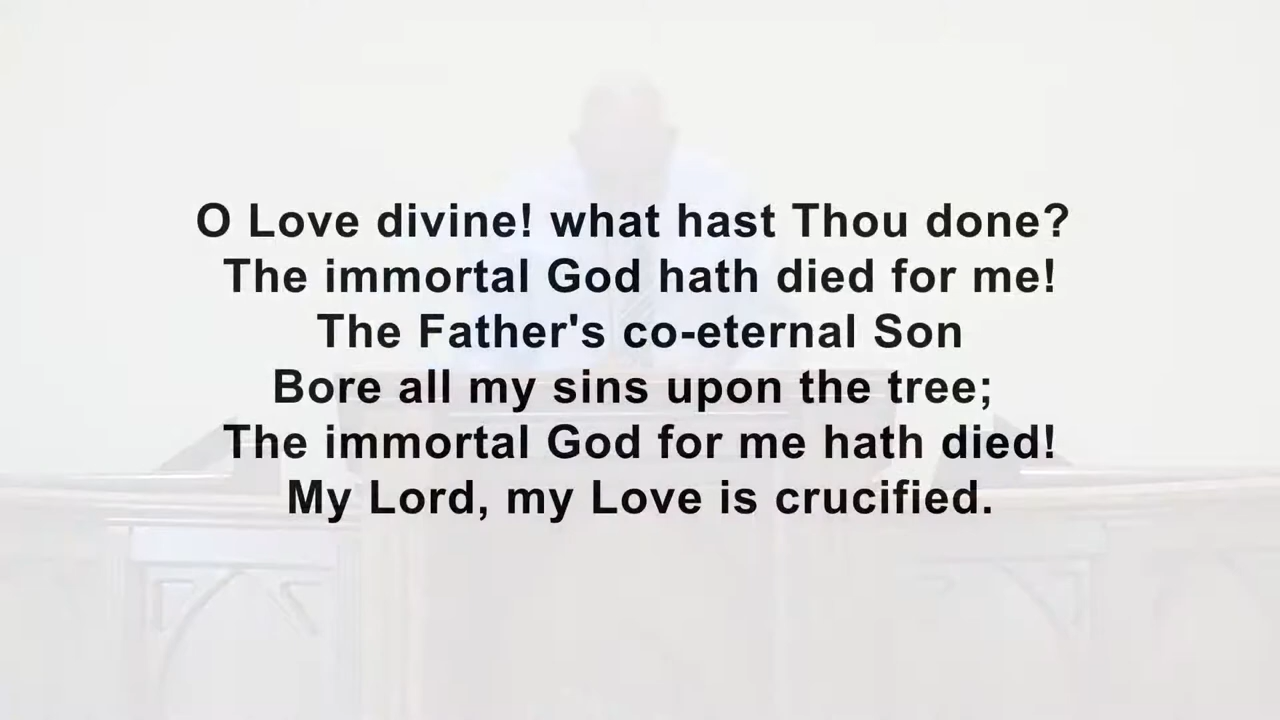 O Love divine! what hast Thou done?
The immortal God hath died for me!
The Father's co-eternal Son
Bore all my sins upon the tree;
The immortal God for me hath died!
My Lord, my Love is crucified.